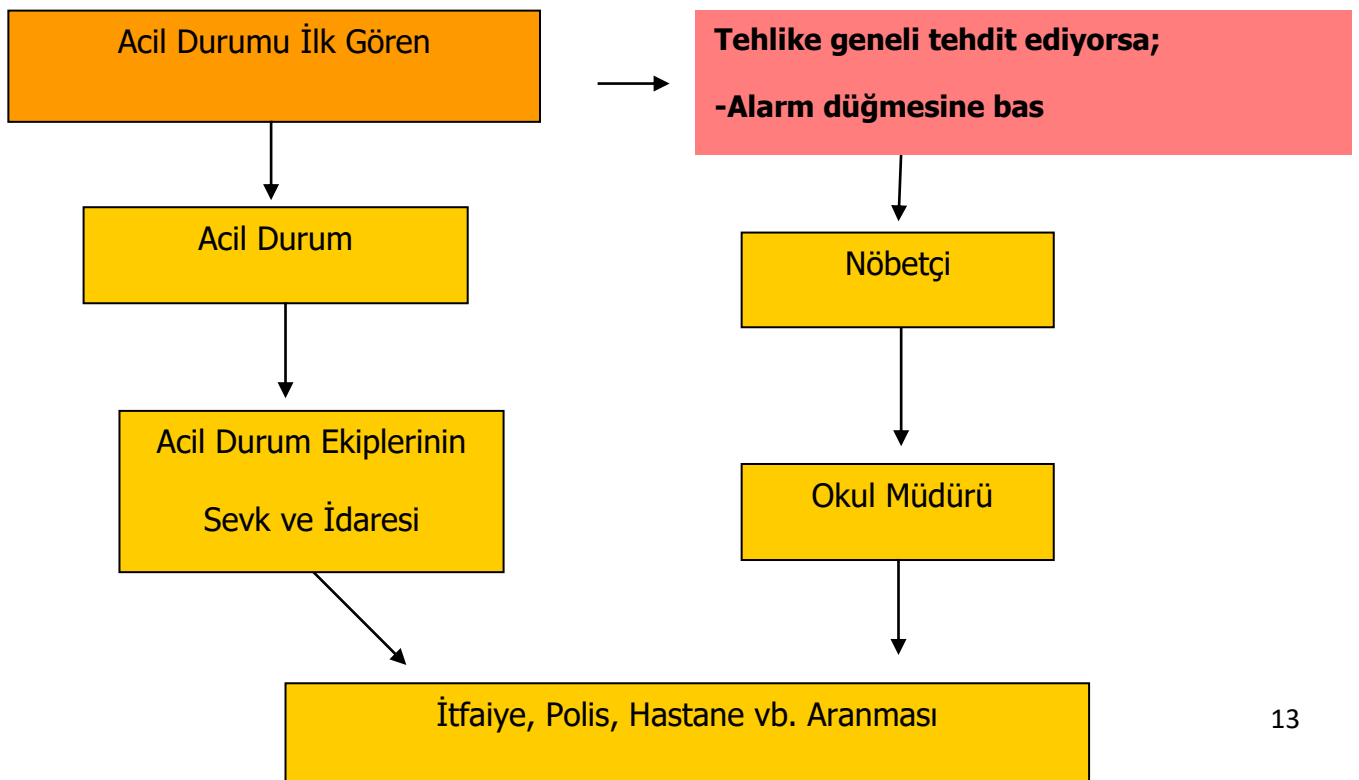 Acil Durumu İlk Gören
Tehlike geneli tehdit ediyorsa;
-Alarm düğmesine bas
Acil Durum
Nöbetçi
Acil Durum Ekiplerinin
Sevk ve İdaresi
Okul Müdürü
İtfaiye, Polis, Hastane vb. Aranması
13